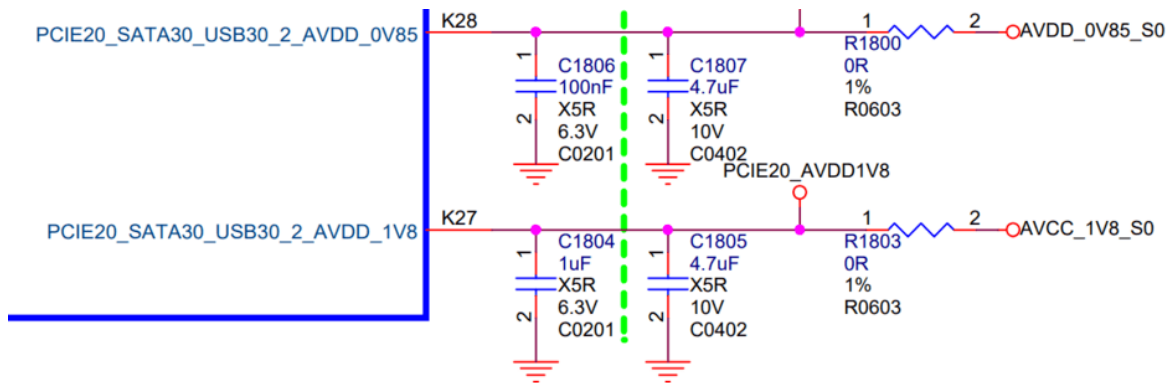 PCIE20_SATA30_USB30_2_AVDD_0V85
K28
1
2
C1806
100nF
X5R
6.3V
C0201
1
2
C1807
4.7uF
X5R
10V
C0402
1
2
R1800
0R
1%
R0603
AVDD_0V85_S0
PCIE20_AVDD1V8
PCIE20_SATA30_USB30_2_AVDD_1V8
K27
1
2
C1804
1uF
X5R
6.3V
C0201
1
2
C1805
4.7uF
X5R
10V
C0402
1
2
R1803
0R
1%
R0603
AVCC_1V8_S0